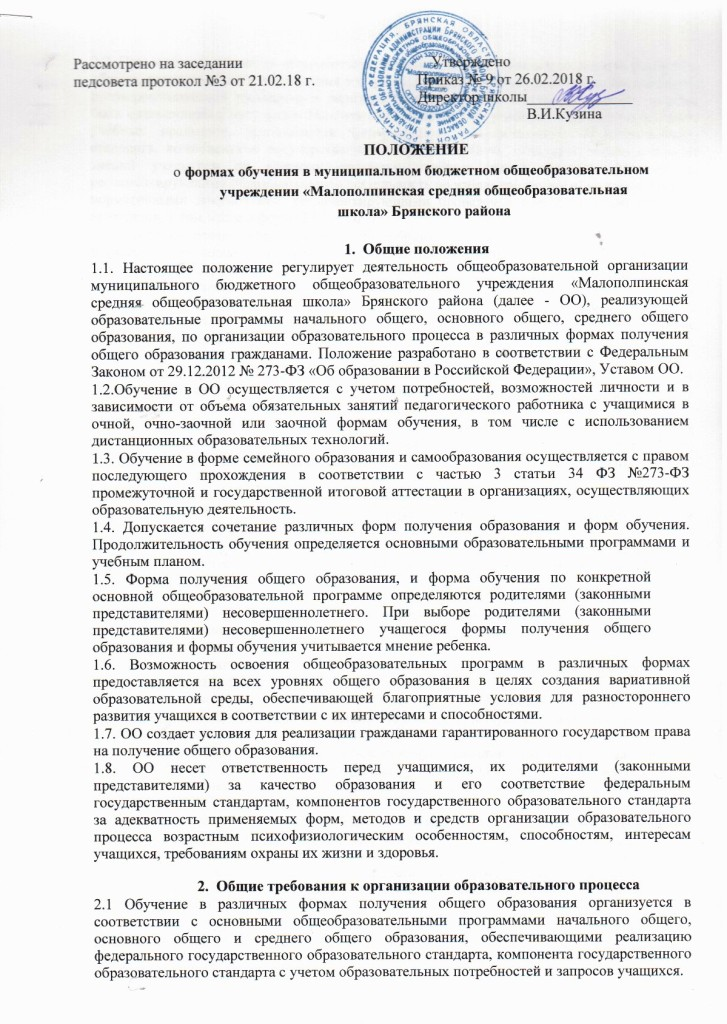 Рассмотрено на заседании
педсовета протокол №3 от 21.02.18 г.
Утверждено
Приказ № 9 от 26.02.2018 г.
Директор школы______________
В.И.Кузина
ПОЛОЖЕНИЕ
о формах обучения в муниципальном бюджетном общеобразовательном
учреждении «Малополпинская средняя общеобразовательная
школа» Брянского района
1. Общие положения
1.1. Настоящее положение регулирует деятельность общеобразовательной организации
муниципального бюджетного общеобразовательного учреждения «Малополпинская
средняя общеобразовательная школа» Брянского района (далее - ОО), реализующей
образовательные программы начального общего, основного общего, среднего общего
образования, по организации образовательного процесса в различных формах получения
общего образования гражданами. Положение разработано в соответствии с Федеральным
Законом от 29.12.2012 № 273-ФЗ «Об образовании в Российской Федерации», Уставом ОО.
1.2.Обучение в ОО осуществляется с учетом потребностей, возможностей личности и в
зависимости от объема обязательных занятий педагогического работника с учащимися в
очной, очно-заочной или заочной формам обучения, в том числе с использованием
дистанционных образовательных технологий.
1.3. Обучение в форме семейного образования и самообразования осуществляется с правом
последующего прохождения в соответствии с частью 3 статьи 34 ФЗ №273-ФЗ
промежуточной и государственной итоговой аттестации в организациях, осуществляющих
образовательную деятельность.
1.4. Допускается сочетание различных форм получения образования и форм обучения.
Продолжительность обучения определяется основными образовательными программами и
учебным планом.
1.5. Форма получения общего образования, и форма обучения по конкретной
основной общеобразовательной программе определяются родителями (законными
представителями) несовершеннолетнего. При выборе родителями (законными
представителями) несовершеннолетнего учащегося формы получения общего
образования и формы обучения учитывается мнение ребенка.
1.6. Возможность освоения общеобразовательных программ в различных формах
предоставляется на всех уровнях общего образования в целях создания вариативной
образовательной среды, обеспечивающей благоприятные условия для разностороннего
развития учащихся в соответствии с их интересами и способностями.
1.7. ОО создает условия для реализации гражданами гарантированного государством права
на получение общего образования.
1.8. ОО несет ответственность перед учащимися, их родителями (законными
представителями) за качество образования и его соответствие федеральным
государственным стандартам, компонентов государственного образовательного стандарта
за адекватность применяемых форм, методов и средств организации образовательного
процесса возрастным психофизиологическим особенностям, способностям, интересам
учащихся, требованиям охраны их жизни и здоровья.
2. Общие требования к организации образовательного процесса
2.1 Обучение в различных формах получения общего образования организуется в
соответствии с основными общеобразовательными программами начального общего,
основного общего и среднего общего образования, обеспечивающими реализацию
федерального государственного образовательного стандарта, компонента государственного
образовательного стандарта с учетом образовательных потребностей и запросов учащихся.